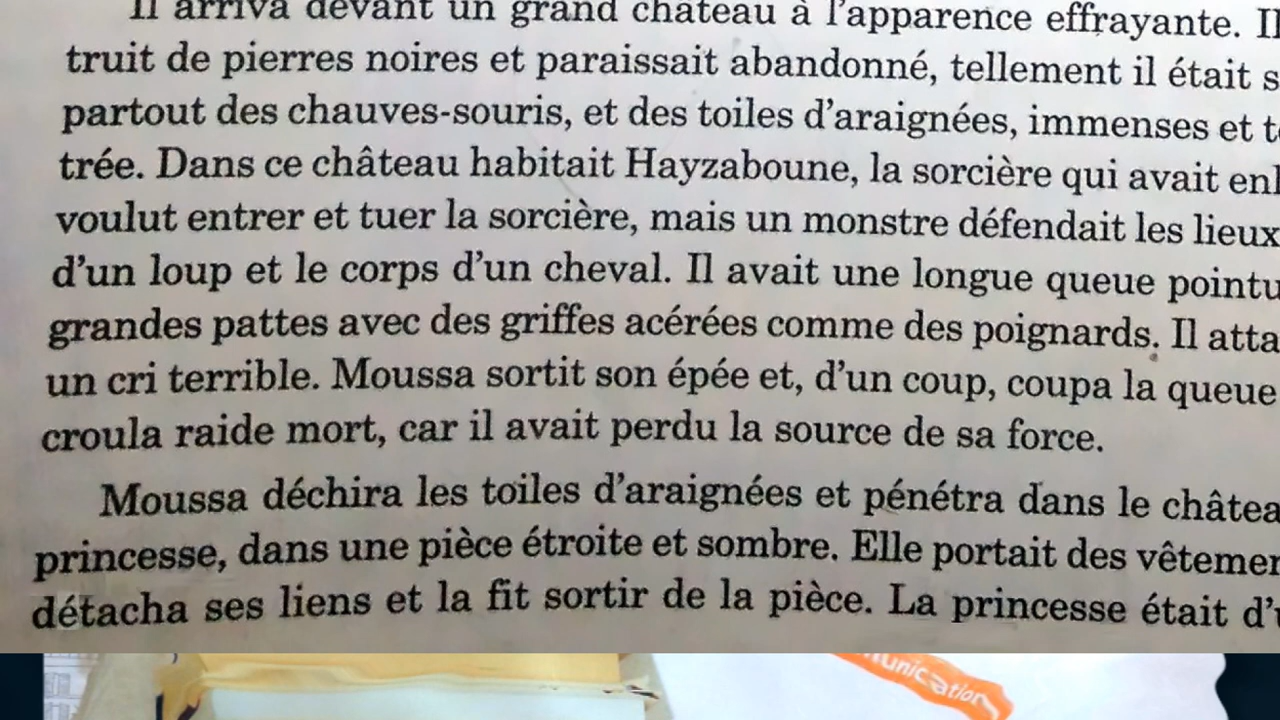 Il arriva devant un grand château à l'apparence effrayante. Il
truit de pierres noires et paraissait abandonné, tellement il était s
partout des chauves-souris, et des toiles d'araignées, immenses et t
trée. Dans ce château habitait Hayzaboune, la sorcière qui avait enl
voulut entrer et tuer la sorcière, mais un monstre défendait les lieux
d'un loup et le corps d'un cheval. Il avait une longue queue pointu
grandes pattes avec des griffes acérées comme des poignards. Il atta
un cri terrible. Moussa sortit son épée et, d'un coup, coupa la queue
croula raide mort, car il avait perdu la source de sa force.
Moussa déchira les toiles d'araignées et pénétra dans le châtea
princesse, dans une pièce étroite et sombre. Elle portait des vêtemen
détacha ses liens et la fit sortir de la pièce. La princesse était d'
unication